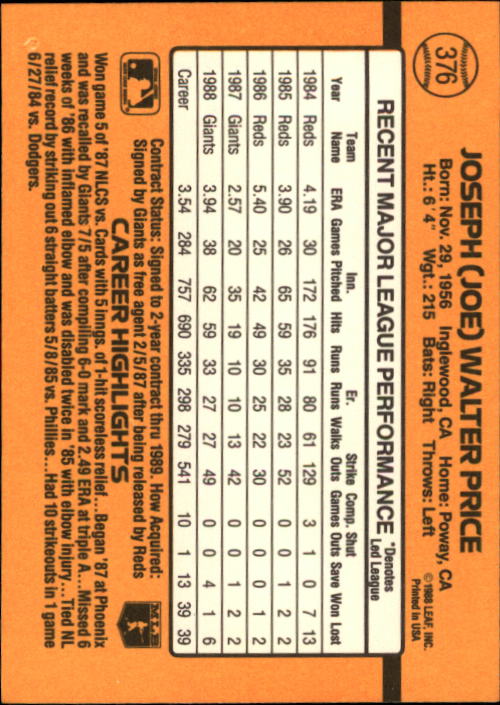 376
JOSEPH (JOE) WALTER PRICE
Born: Nov. 29, 1956 Inglewood, CA Home: Poway, CA
Ht.: 6' 4" Wgt.: 215 Bats: Right Throws: Left
©1988 LEAF, INC.
Printed in USA
RECENT MAJOR LEAGUE PERFORMANCE
*Denotes
Led League
Year Team Name ERA Games Inn. Pitched Hits Runs Er. Runs Walks Strike Outs Comp. Games Shut Outs Save Won Lost
1984 Reds 4.19 30 172 176 91 80 61 129 3 1 0 7 13
1985 Reds 3.90 26 65 59 35 28 23 52 0 0 1 2 2
1986 Reds 5.40 25 42 49 30 25 22 30 0 0 0 1 2
1987 Giants 2.57 20 35 19 10 10 13 42 0 0 1 2 2
1988 Giants 3.94 38 62 59 33 27 27 49 0 0 4 1 6
Career 3.54 284 757 690 335 298 279 541 10 1 13 39 39
Contract Status: Signed to 2-year contract thru 1989. How Acquired:
Signed by Giants as free agent 2/5/87 after being released by Reds
MLB
CAREER HIGHLIGHTS
Won game 5 of '87 NLCS vs. Cards with 5 inngs. of 1-hit scoreless relief...Began '87 at Phoenix
and was recalled by Giants 7/5 after compiling 6-0 mark and 2.49 ERA at triple A...Missed 6
weeks of '86 with inflamed elbow and was disabled twice in '85 with elbow injury...Tied NL
relief record by striking out 6 straight batters 5/8/85 vs. Phillies...Had 10 strikeouts in 1 game
6/27/84 vs. Dodgers.